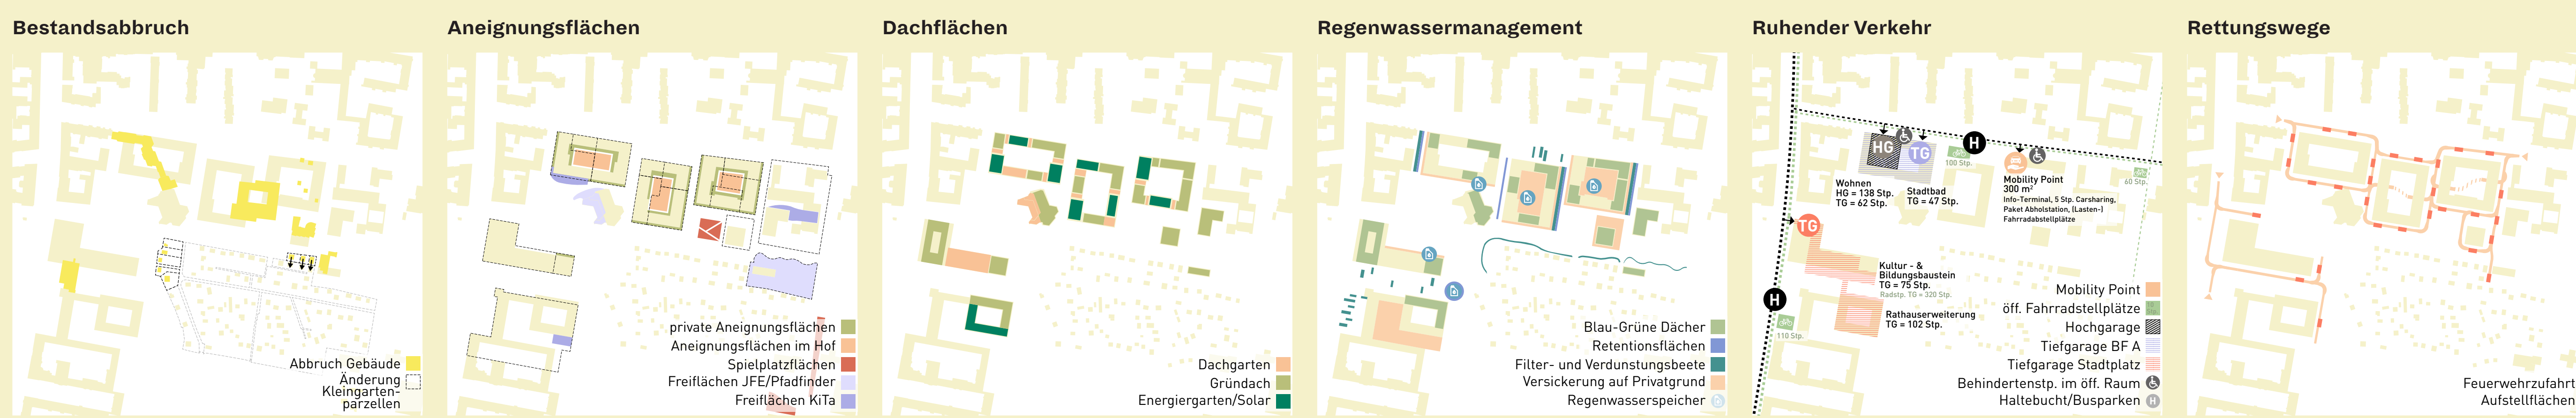 Bestandsabbruch
Abbruch Gebäude
Änderung
Kleingarten-
parzellen
Aneignungsflächen
private Aneignungsflächen
Aneignungsflächen im Hof
Spielplatzflächen
Freiflächen JFE/Pfadfinder
Freiflächen KiTa
Dachflächen
Dachgarten
Gründach
Energiergarten/Solar
Regenwassermanagement
Blau-Grüne Dächer
Retentionsflächen
Filter- und Verdunstungsbeete
Versickerung auf Privatgrund
Regenwasserspeicher
Ruhender Verkehr
HG
TG
H
100 Stp.
60 Stp.
Wohnen
HG = 138 Stp.
TG = 62 Stp.
Stadtbad
TG = 47 Stp.
Mobility Point
300 m²
Info-Terminal, 5 Stp. Carsharing,
Paket Abholstation, (Lasten-)
Fahrradabstellplätze
TG
Kultur - &
Bildungsbaustein
TG = 75 Stp.
Radstp. TG = 320 Stp.
H
Rathauserweiterung
TG = 102 Stp.
110 Stp.
Mobility Point
öff. Fahrradstellplätze
Hochgarage
Tiefgarage BF A
Tiefgarage Stadtplatz
Behindertenstp. im öff. Raum
Haltebucht/Busparken
H
Rettungswege
Feuerwehrzufahrt
Aufstellflächen